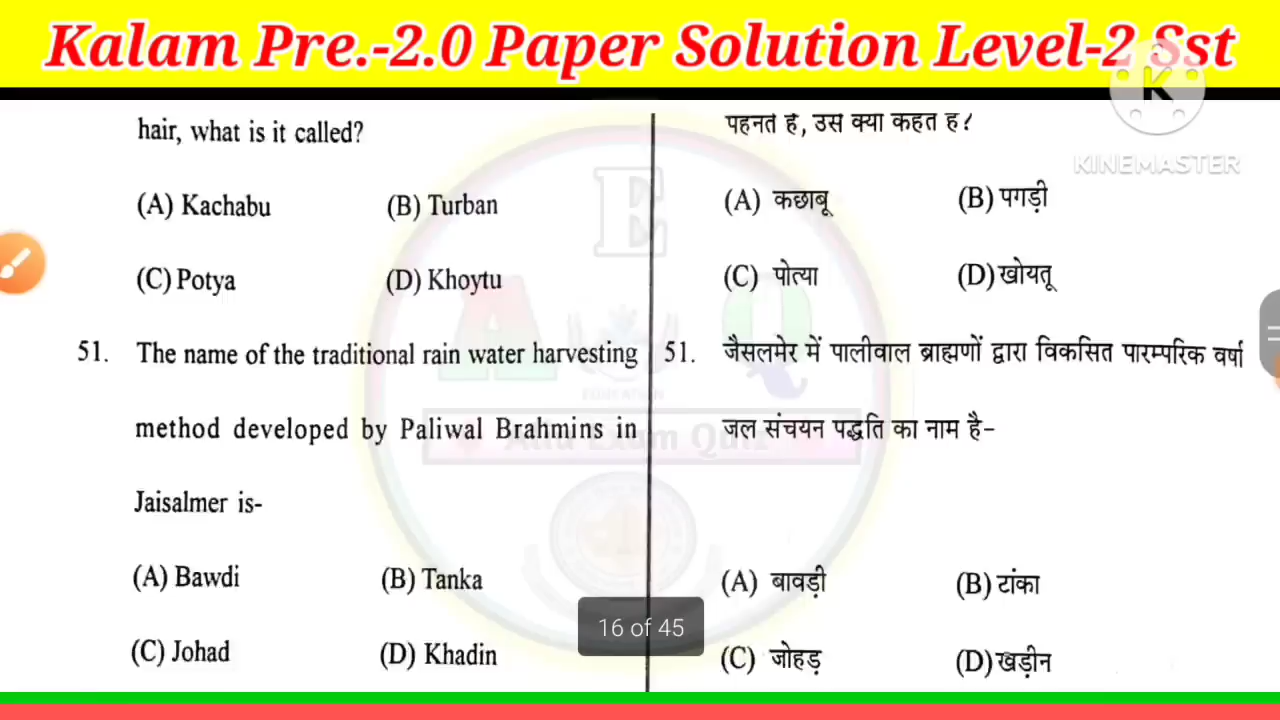 Kalam Pre.-2.0 Paper Solution Level-2 Sst
K
KINEMASTER
hair, what is it called?
(A) Kachabu (B) Turban
(C) Potya (D) Khoytu
51. The name of the traditional rain water harvesting
method developed by Paliwal Brahmins in
Jaisalmer is-
(A) Bawdi (B) Tanka
(C) Johad (D) Khadin
पहनते हैं, उसे क्या कहते हैं?
(A) कछाबू (B) पगड़ी
(C) पोत्या (D) खोयतू
51. जैसलमेर में पालीवाल ब्राह्मणों द्वारा विकसित पारम्परिक वर्षा
जल संचयन पद्धति का नाम है-
(A) बावड़ी (B) टांका
(C) जोहड़ (D) खड़ीन
E
A Q
EDUCATION
Exam Quiz
16 of 45